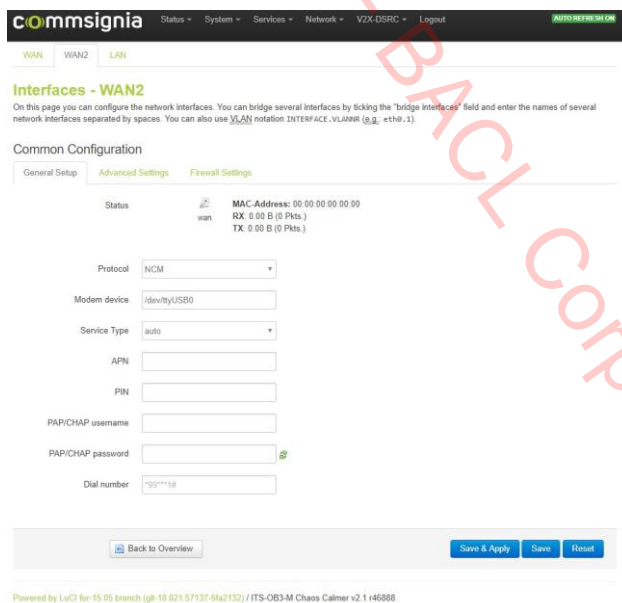 commsignia Status System Services Network V2X-DSRC Logout AUTO REFRESH ON
WAN WAN2 LAN
Interfaces - WAN2
On this page you can configure the network interfaces. You can bridge several interfaces by ticking the "bridge interfaces" field and enter the names of several
network interfaces separated by spaces. You can also use VLAN notation INTERFACE.VLANNR (e.g.: eth0.1).
Common Configuration
General Setup Advanced Settings Firewall Settings
Status wan MAC-Address: 00:00:00:00:00:00
RX: 0.00 B (0 Pkts.)
TX: 0.00 B (0 Pkts.)
Protocol NCM
Modem device /dev/ttyUSB0
Service Type auto
APN
PIN
PAP/CHAP username
PAP/CHAP password
Dial number *99***1#
Back to Overview Save & Apply Save Reset
Powered by LuCI for-15.05 branch (git-18.021.57137-5fa2132) / ITS-OB3-M Chaos Calmer v2.1 r46888
BACL Corp